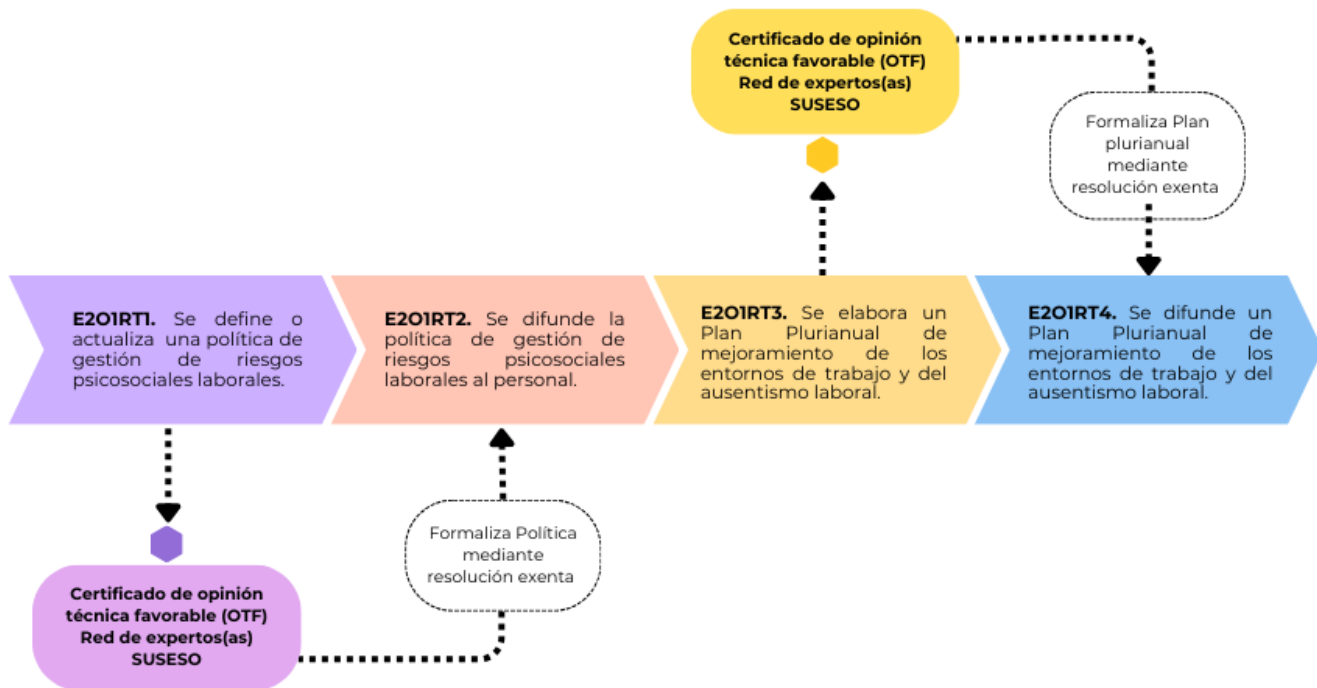 Certificado de opinión
técnica favorable (OTF)
Red de expertos(as)
SUSESO
Formaliza Plan
plurianual
mediante
resolución exenta
E2O1RT1. Se define o
actualiza una política de
gestión de riesgos
psicosociales laborales.
E2O1RT2. Se difunde la
política de gestión de
riesgos psicosociales
laborales al personal.
E2O1RT3. Se elabora un
Plan Plurianual de
mejoramiento de los
entornos de trabajo y del
ausentismo laboral.
E2O1RT4. Se difunde un
Plan Plurianual de
mejoramiento de los
entornos de trabajo y del
ausentismo laboral.
Formaliza Política
mediante
resolución exenta
Certificado de opinión
técnica favorable (OTF)
Red de expertos(as)
SUSESO